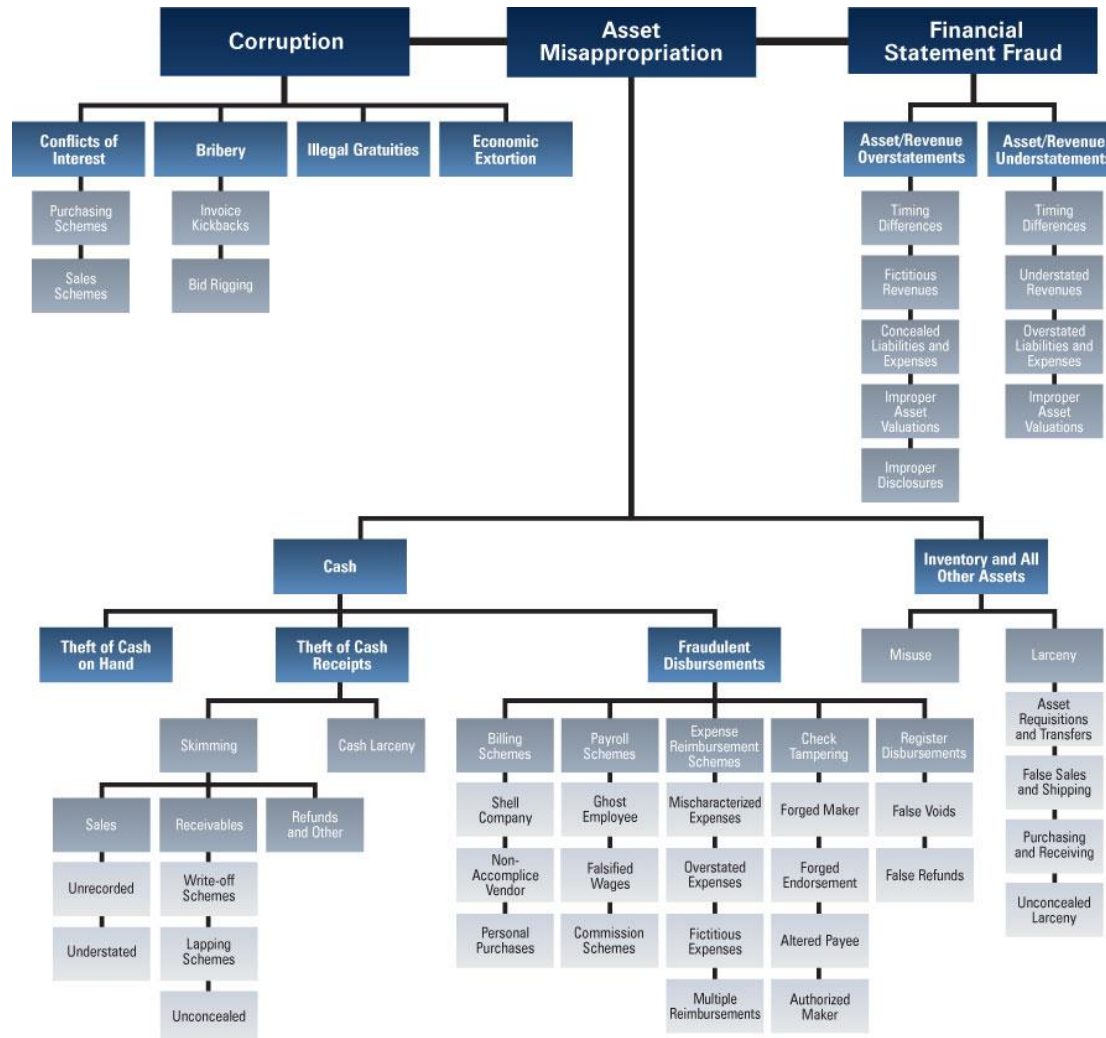 Corruption
Asset
Misappropriation
Financial
Statement Fraud
Conflicts of
Interest
Bribery
Illegal Gratuities
Economic
Extortion
Asset/Revenue
Overstatements
Asset/Revenue
Understatements
Purchasing
Schemes
Sales
Schemes
Invoice
Kickbacks
Bid Rigging
Timing
Differences
Fictitious
Revenues
Concealed
Liabilities and
Expenses
Improper
Asset
Valuations
Improper
Disclosures
Timing
Differences
Understated
Revenues
Overstated
Liabilities and
Expenses
Improper
Asset
Valuations
Cash
Inventory and All
Other Assets
Theft of Cash
on Hand
Theft of Cash
Receipts
Fraudulent
Disbursements
Misuse
Larceny
Skimming
Cash Larceny
Sales
Unrecorded
Understated
Receivables
Write-off
Schemes
Lapping
Schemes
Unconcealed
Refunds
and Other
Billing
Schemes
Shell
Company
Non-
Accomplice
Vendor
Personal
Purchases
Payroll
Schemes
Ghost
Employee
Falsified
Wages
Commission
Schemes
Expense
Reimbursement
Schemes
Mischaracterized
Expenses
Overstated
Expenses
Fictitious
Expenses
Multiple
Reimbursements
Check
Tampering
Forged Maker
Forged
Endorsement
Altered Payee
Authorized
Maker
Register
Disbursements
False Voids
False Refunds
Asset
Requisitions
and Transfers
False Sales
and Shipping
Purchasing
and Receiving
Unconcealed
Larceny